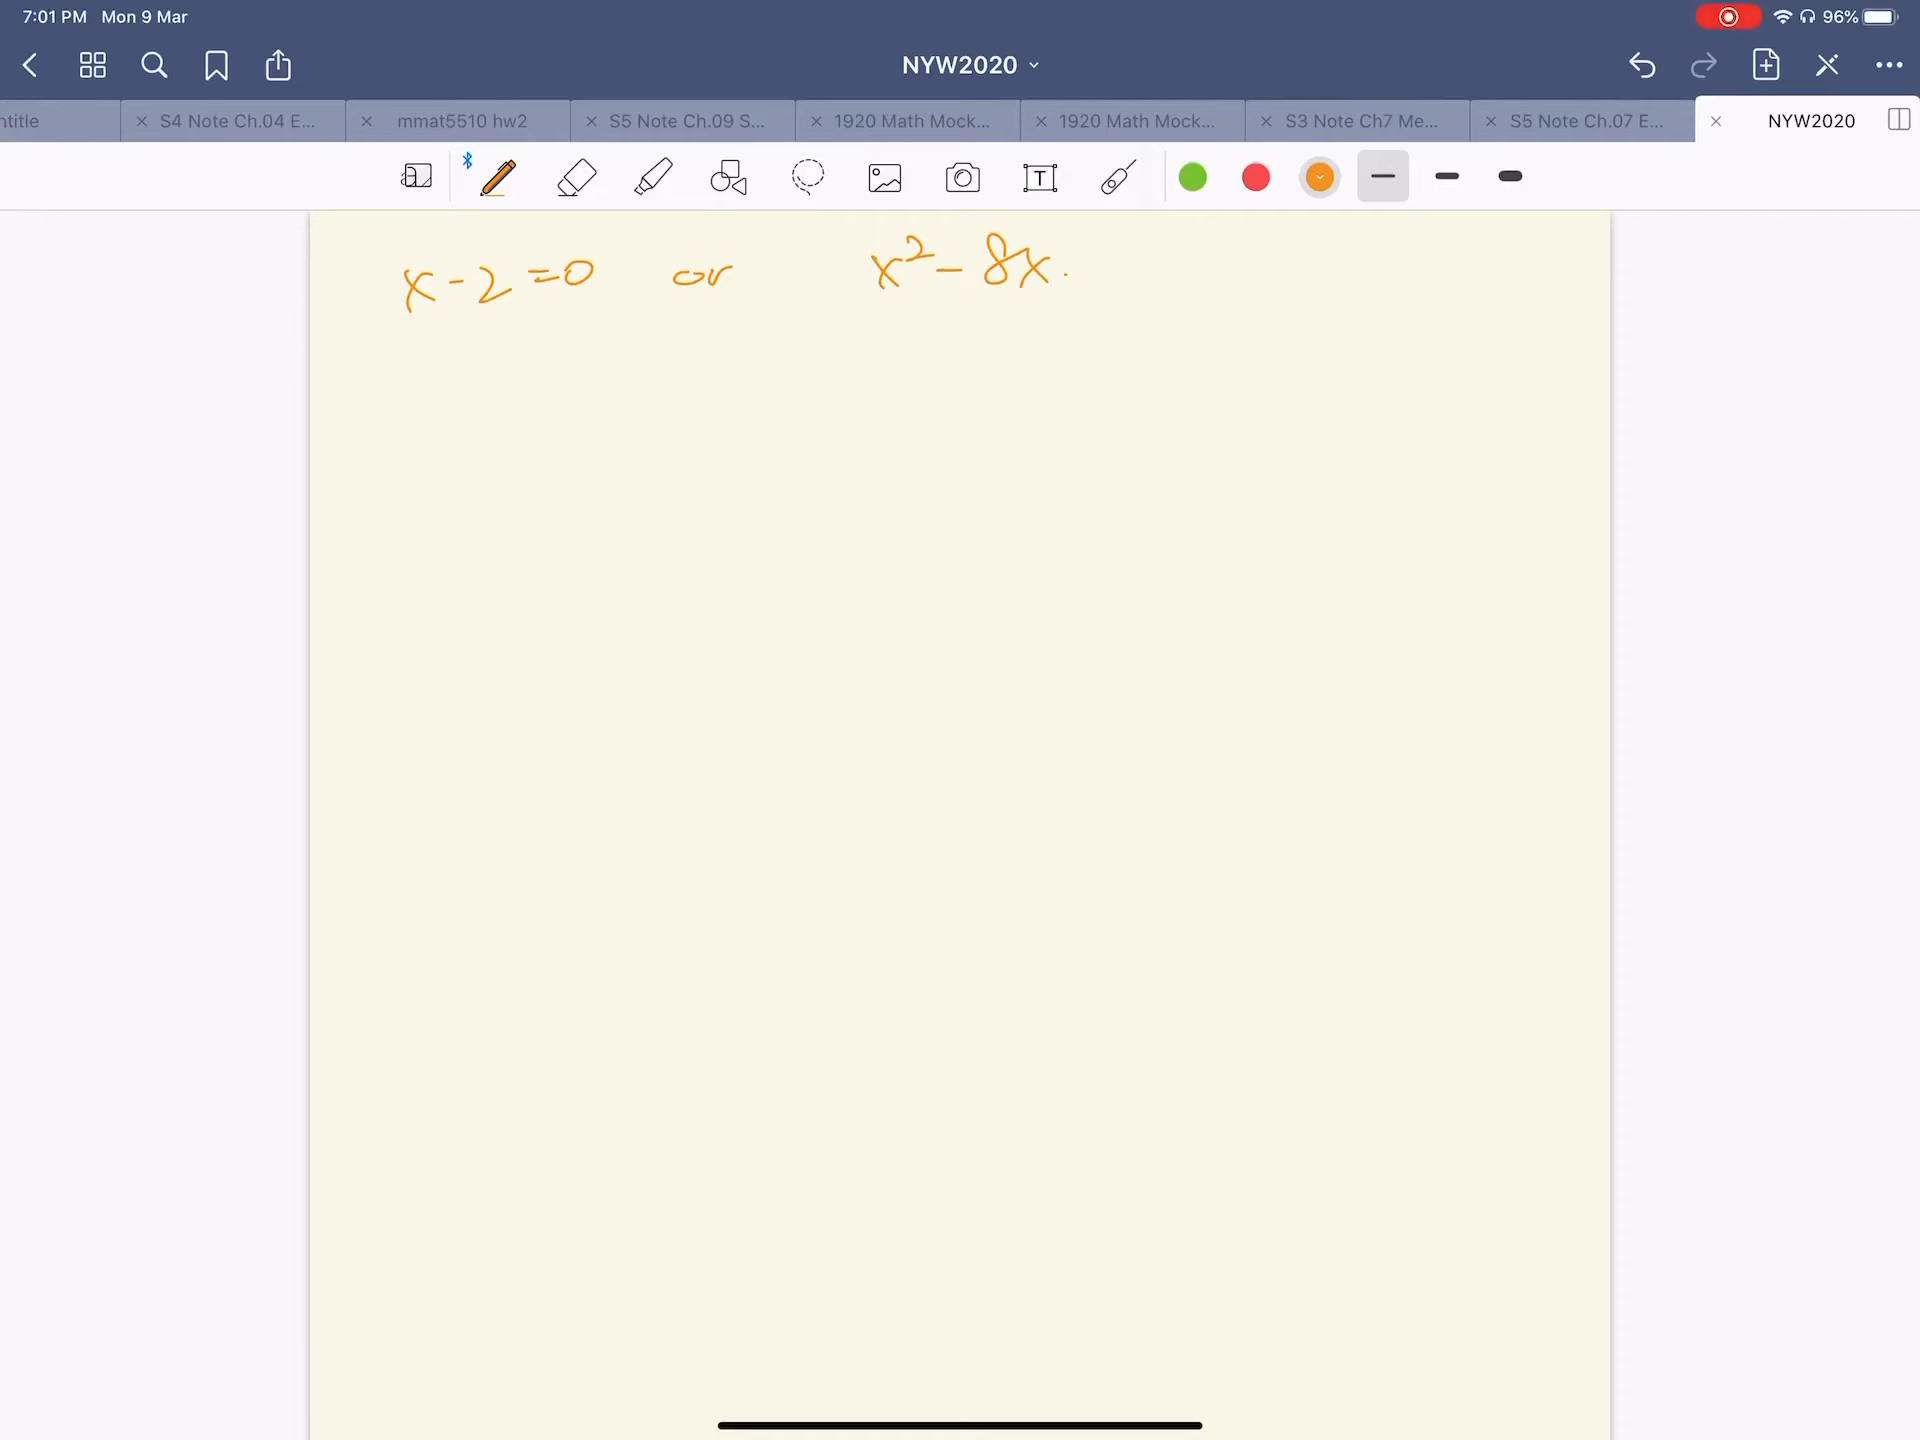 7:01 PM Mon 9 Mar 96%
NYW2020
ntitle S4 Note Ch.04 E... mmat5510 hw2 S5 Note Ch.09 S... 1920 Math Mock... 1920 Math Mock... S3 Note Ch7 Me... S5 Note Ch.07 E... NYW2020
x - 2 = 0 or x² - 8x.